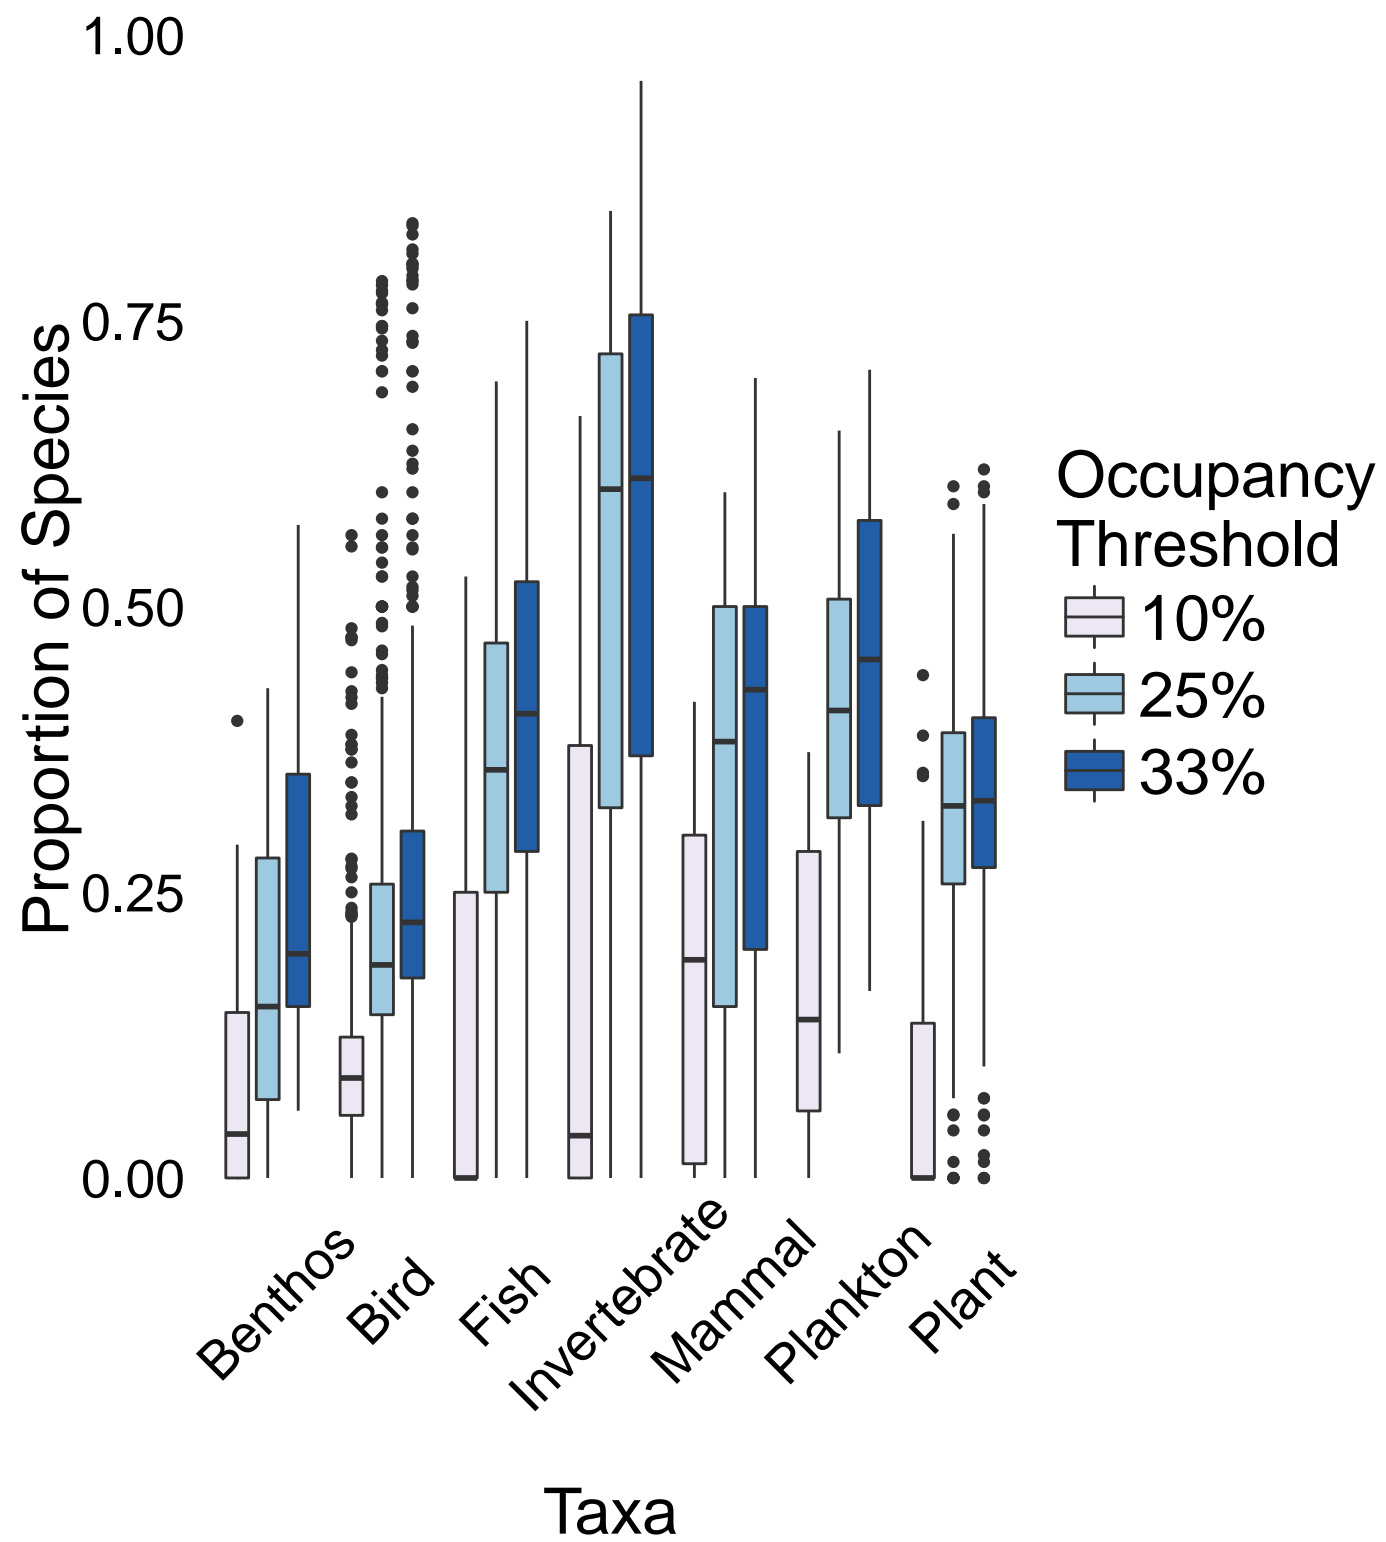 1.00
0.75
0.50
0.25
0.00
Proportion of Species
Benthos
Bird
Fish
Invertebrate
Mammal
Plankton
Plant
Taxa
Occupancy
Threshold
10%
25%
33%